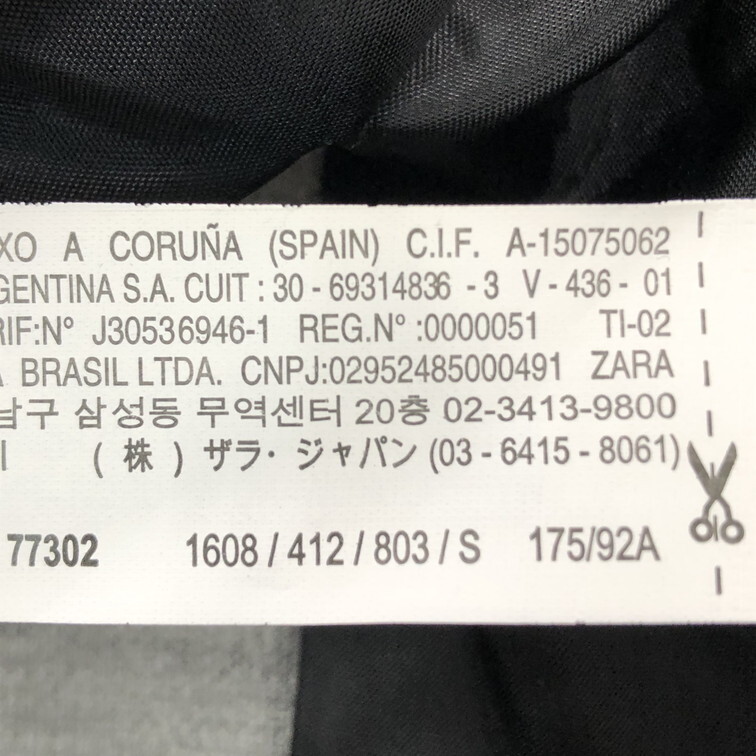 XO A CORUÑA (SPAIN) C.I.F. A-15075062
GENTINA S.A. CUIT : 30 - 69314836 - 3 V - 436 - 01
RIF:Nº J30536946-1 REG.Nº :0000051 TI-02
A BRASIL LTDA. CNPJ:02952485000491 ZARA
남구 삼성동 무역센터 20층 02-3413-9800
(株) ザラ・ジャパン (03 - 6415 - 8061)
77302 1608 / 412 / 803 / S 175/92A